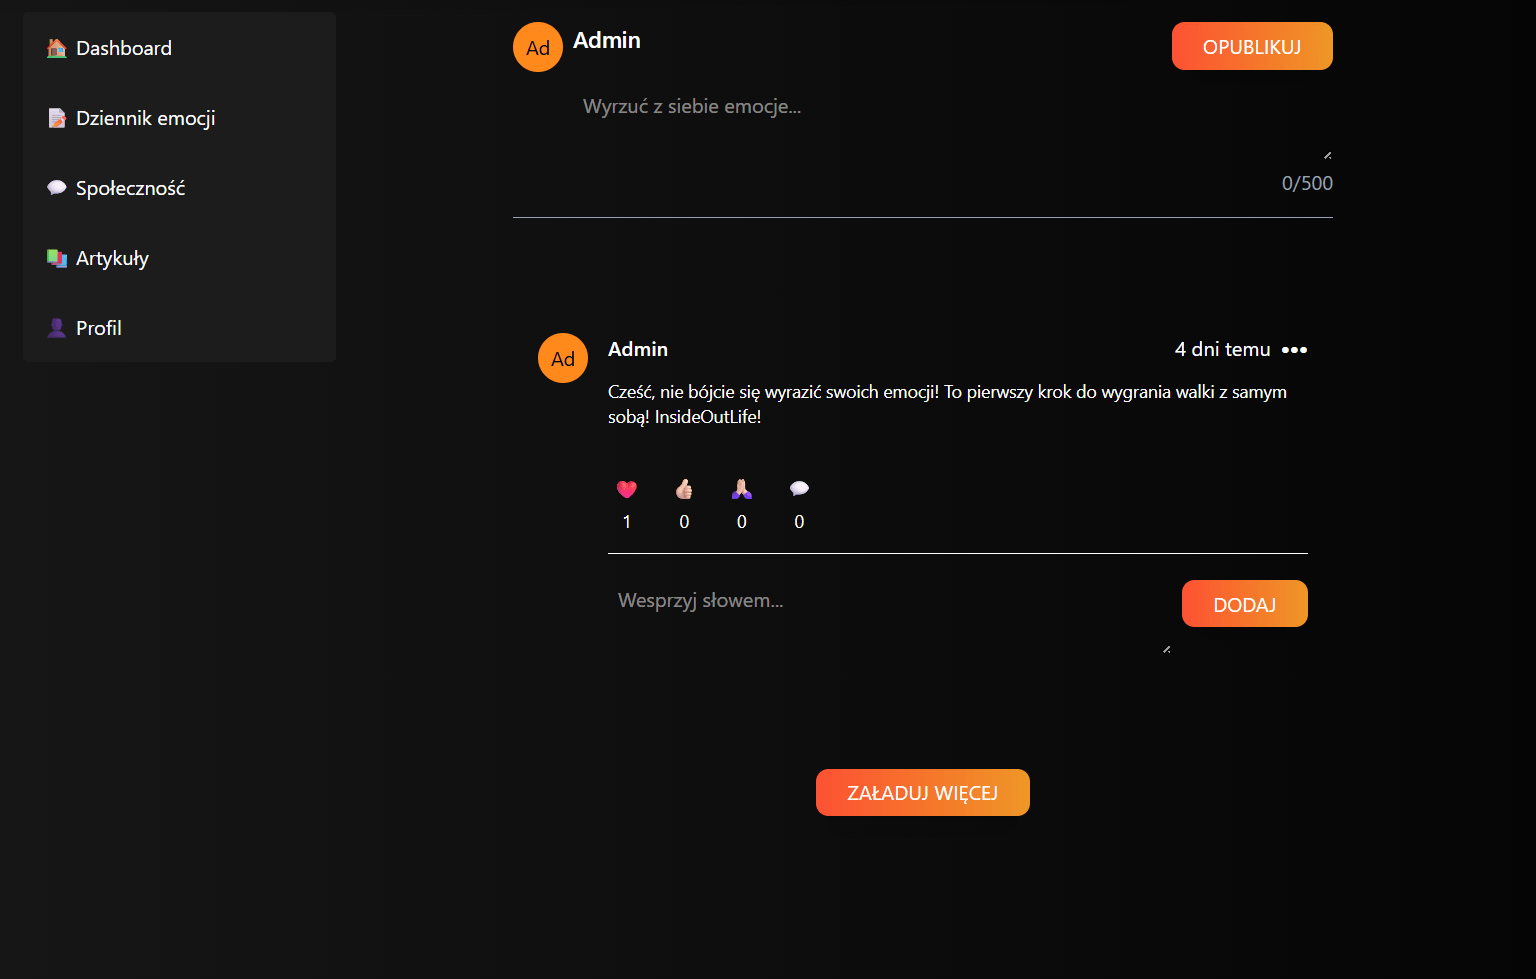 Dashboard
Dziennik emocji
Społeczność
Artykuły
Profil
Ad
Admin
OPUBLIKUJ
Wyrzuć z siebie emocje...
0/500
Ad
Admin
4 dni temu
Cześć, nie bójcie się wyrazić swoich emocji! To pierwszy krok do wygrania walki z samym
sobą! InsideOutLife!
1 0 0 0
Wesprzyj słowem...
DODAJ
ZAŁADUJ WIĘCEJ